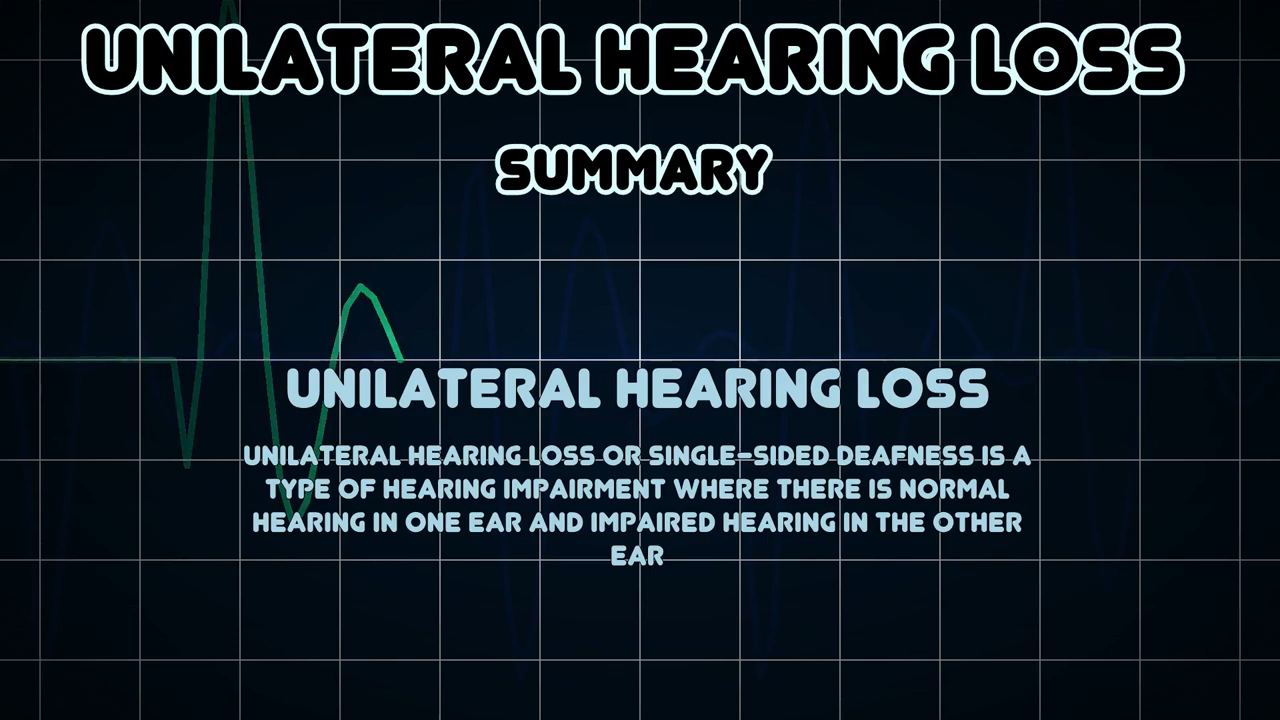 UNILATERAL HEARING LOSS
SUMMARY
UNILATERAL HEARING LOSS
UNILATERAL HEARING LOSS OR SINGLE-SIDED DEAFNESS IS A
TYPE OF HEARING IMPAIRMENT WHERE THERE IS NORMAL
HEARING IN ONE EAR AND IMPAIRED HEARING IN THE OTHER
EAR